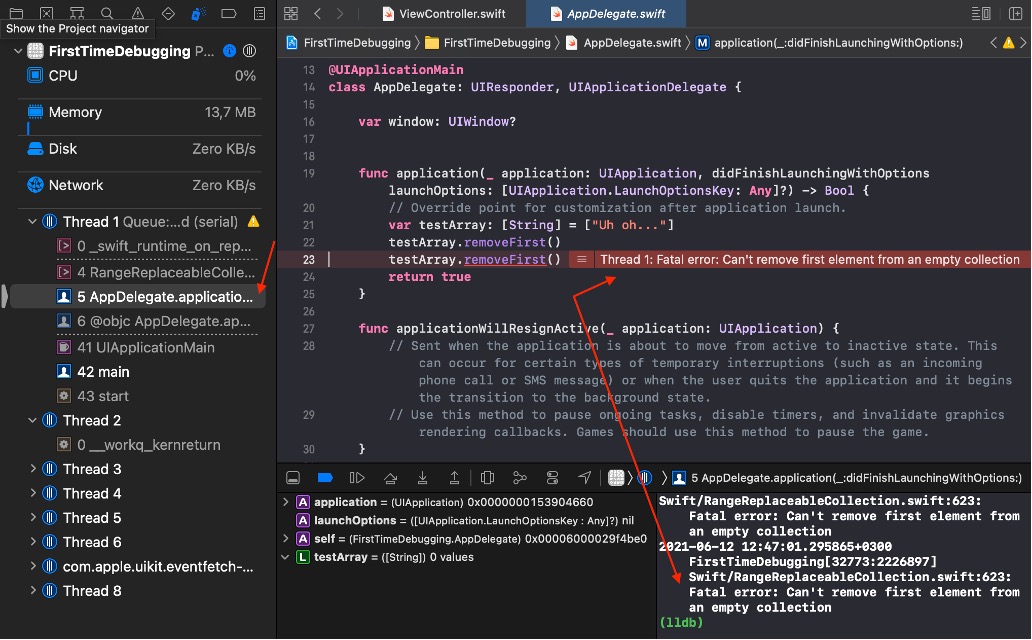 Show the Project navigator
FirstTimeDebugging P...
CPU 0%
Memory 13,7 MB
Disk Zero KB/s
Network Zero KB/s
Thread 1 Queue:...d (serial)
0 _swift_runtime_on_rep...
4 RangeReplaceableColle...
5 AppDelegate.applicatio...
6 @objc AppDelegate.ap...
41 UIApplicationMain
42 main
43 start
Thread 2
0 __workq_kernreturn
Thread 3
Thread 4
Thread 5
Thread 6
com.apple.uikit.eventfetch-...
Thread 8
ViewController.swift
AppDelegate.swift
FirstTimeDebugging
FirstTimeDebugging
AppDelegate.swift
M application(_:didFinishLaunchingWithOptions:)
13 @UIApplicationMain
14 class AppDelegate: UIResponder, UIApplicationDelegate {
15
16 var window: UIWindow?
17
18
19 func application(_ application: UIApplication, didFinishLaunchingWithOptions
launchOptions: [UIApplication.LaunchOptionsKey: Any]?) -> Bool {
20 // Override point for customization after application launch.
21 var testArray: [String] = ["Uh oh..."]
22 testArray.removeFirst()
23 testArray.removeFirst() Thread 1: Fatal error: Can't remove first element from an empty collection
24 return true
25 }
26
27 func applicationWillResignActive(_ application: UIApplication) {
28 // Sent when the application is about to move from active to inactive state. This
can occur for certain types of temporary interruptions (such as an incoming
phone call or SMS message) or when the user quits the application and it begins
the transition to the background state.
29 // Use this method to pause ongoing tasks, disable timers, and invalidate graphics
rendering callbacks. Games should use this method to pause the game.
30 }
5 AppDelegate.application(_:didFinishLaunchingWithOptions:)
A application = (UIApplication) 0x0000000153904660
A launchOptions = ([UIApplication.LaunchOptionsKey : Any]?) nil
A self = (FirstTimeDebugging.AppDelegate) 0x00006000029f4be0
L testArray = ([String]) 0 values
Swift/RangeReplaceableCollection.swift:623:
Fatal error: Can't remove first element from
an empty collection
2021-06-12 12:47:01.295865+0300
FirstTimeDebugging[32773:2226897]
Swift/RangeReplaceableCollection.swift:623:
Fatal error: Can't remove first element from
an empty collection
(lldb)